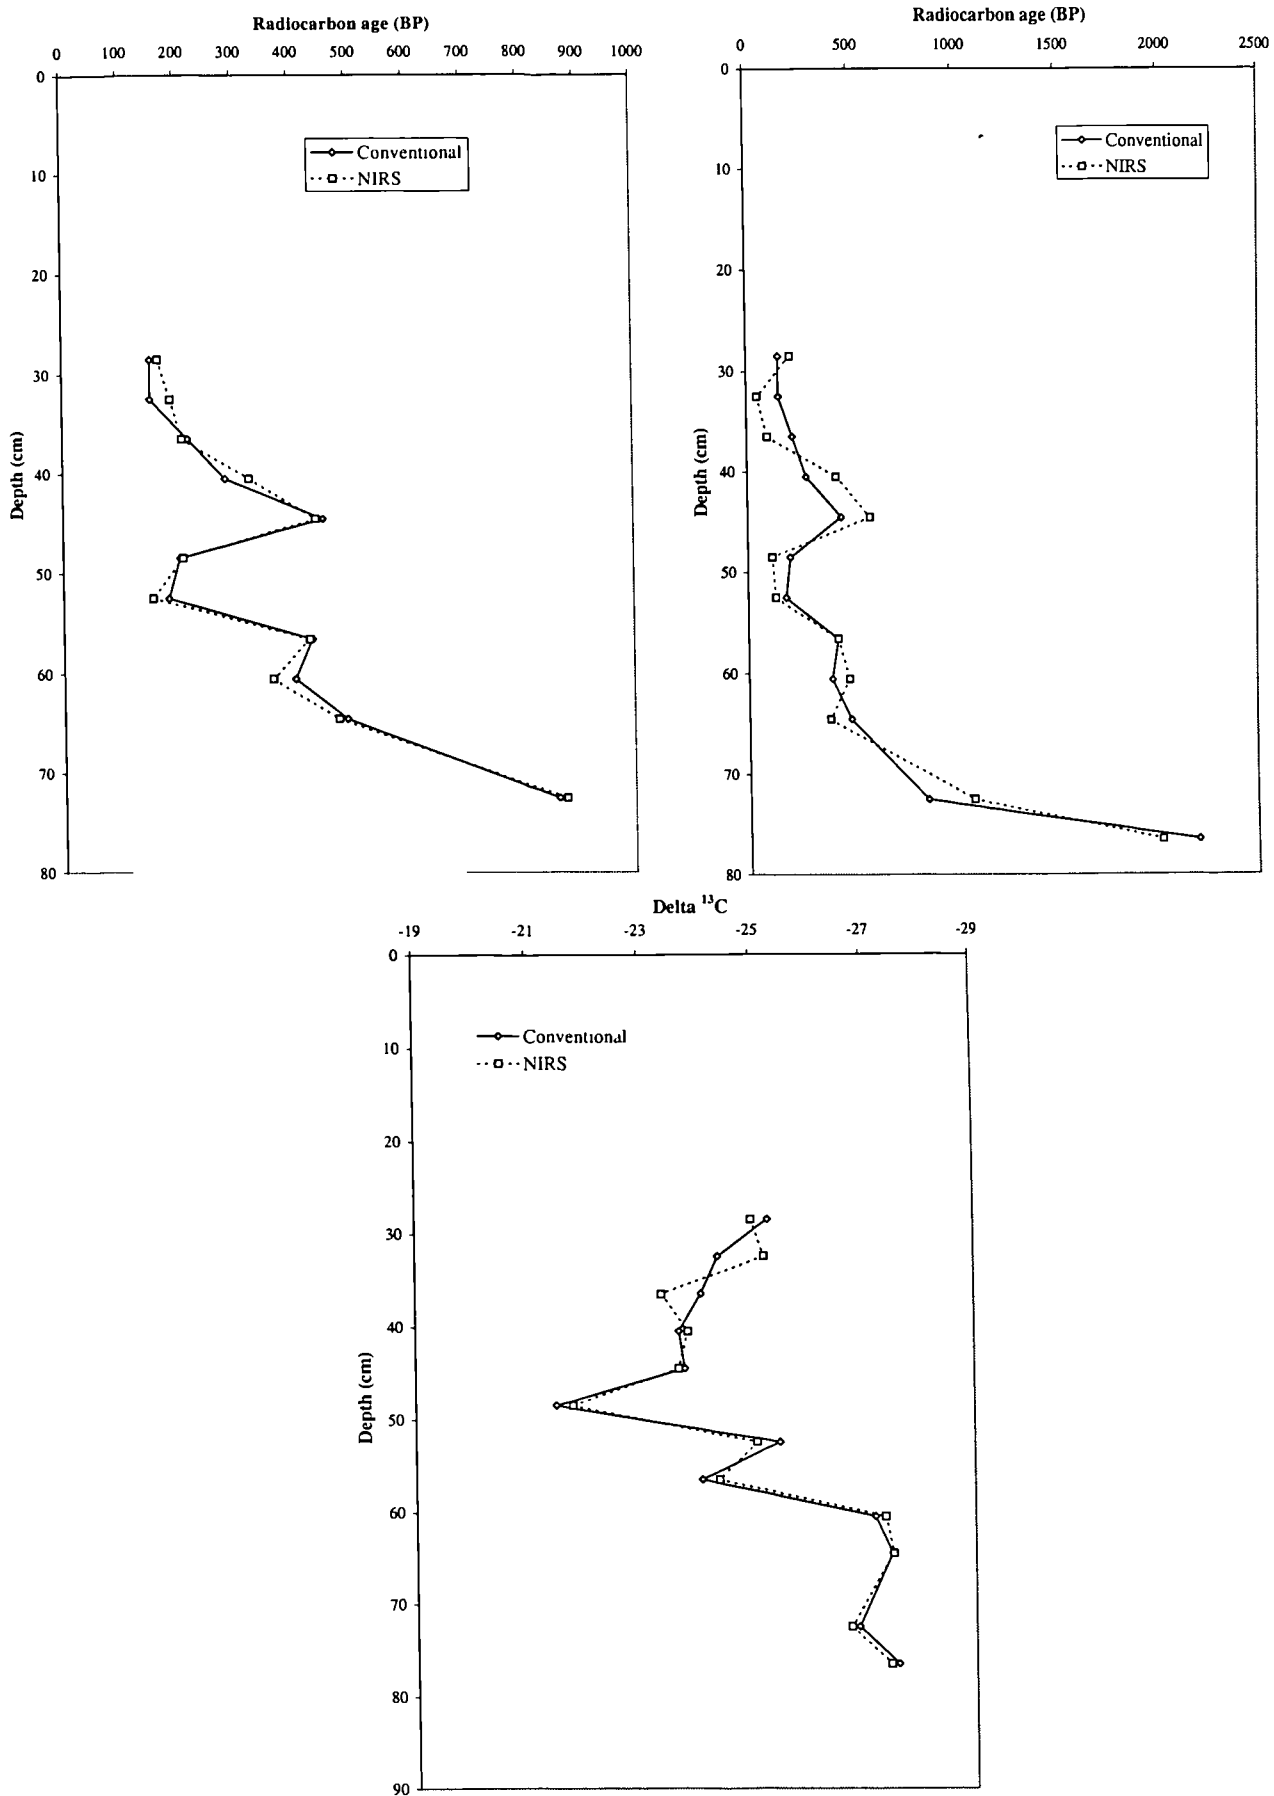 Radiocarbon age (BP)
0 100 200 300 400 500 600 700 800 900 1000
0
10
20
30
40
50
60
70
80
Depth (cm)
Conventional
NIRS
Radiocarbon age (BP)
0 500 1000 1500 2000 2500
0
10
20
30
40
50
60
70
80
Depth (cm)
Conventional
NIRS
Delta ¹³C
-19 -21 -23 -25 -27 -29
0
10
20
30
40
50
60
70
80
90
Depth (cm)
Conventional
NIRS